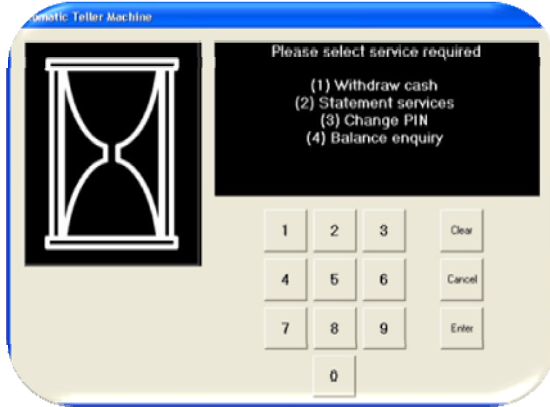 omatic Teller Machine
Please select service required
(1) Withdraw cash
(2) Statement services
(3) Change PIN
(4) Balance enquiry
1 2 3 Clear
4 5 6 Cancel
7 8 9 Enter
0